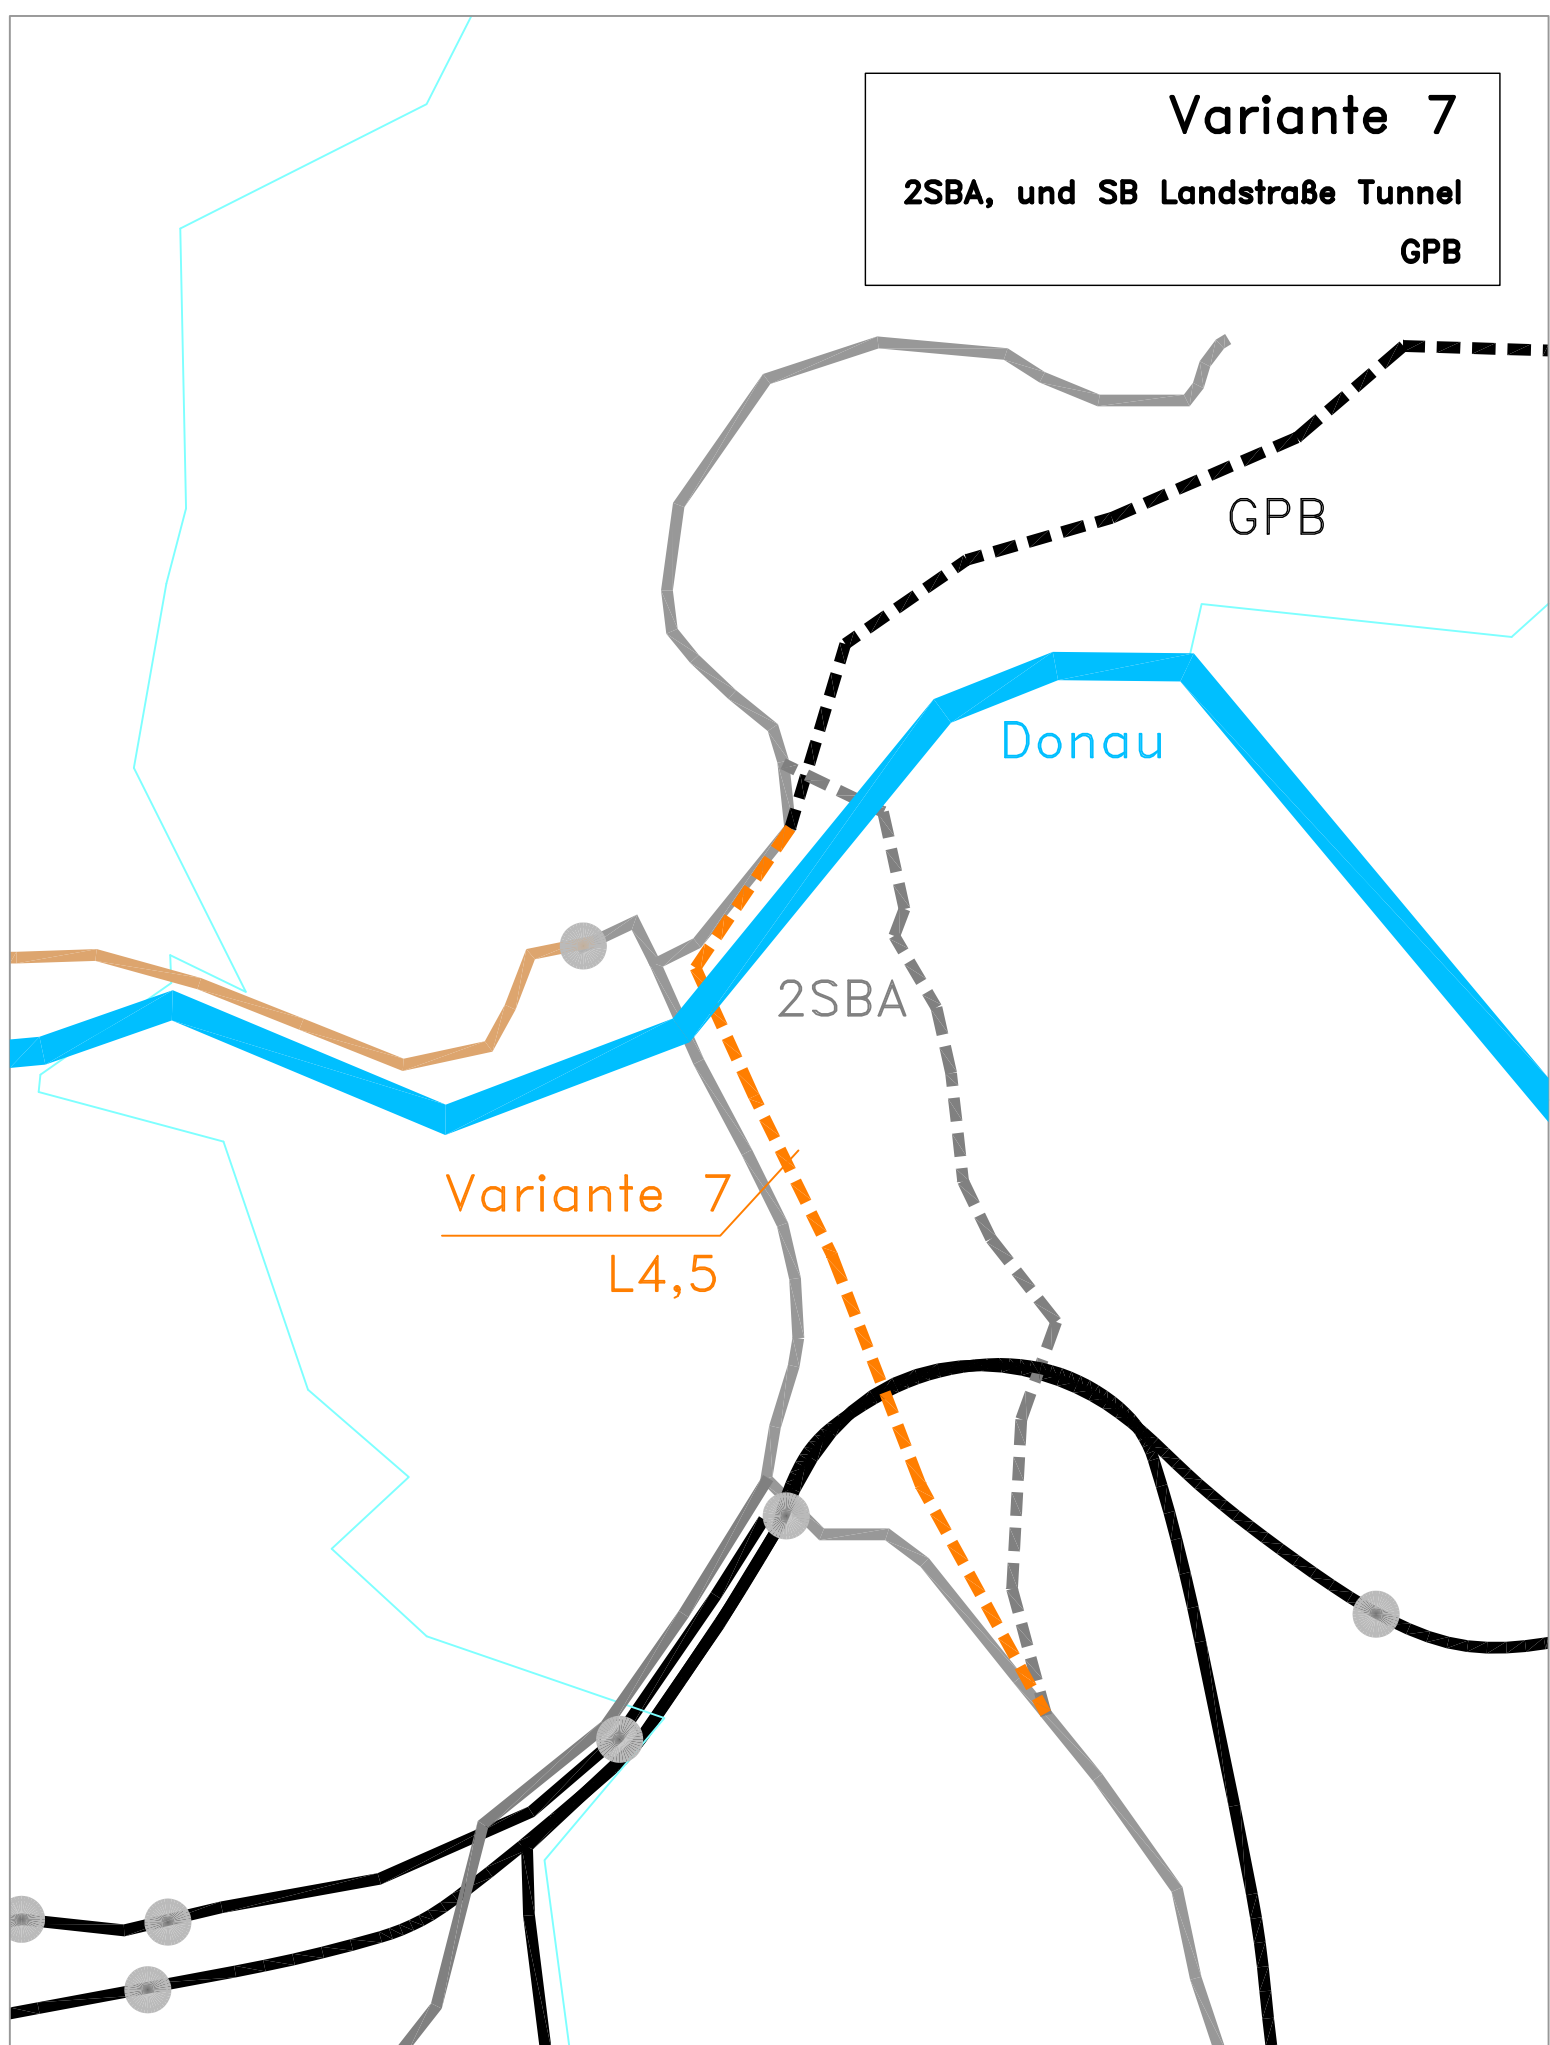 Variante 7
2SBA, und SB Landstraße Tunnel
GPB
GPB
Donau
2SBA
Variante 7
L4,5